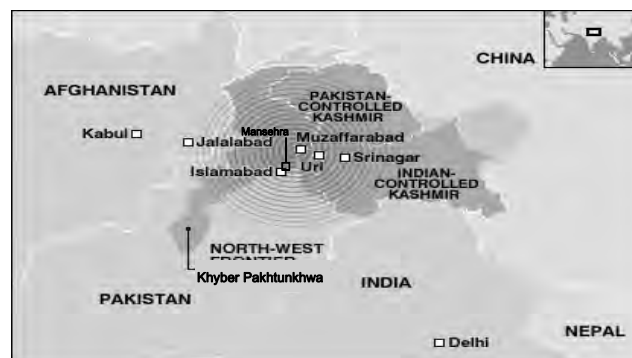 CHINA
AFGHANISTAN
PAKISTAN-
CONTROLLED
KASHMIR
Kabul
Jalalabad
Mansehra
Muzaffarabad
Srinagar
Islamabad
Uri
INDIAN-
CONTROLLED
KASHMIR
NORTH-WEST
FRONTIER
Khyber Pakhtunkhwa
INDIA
PAKISTAN
NEPAL
Delhi